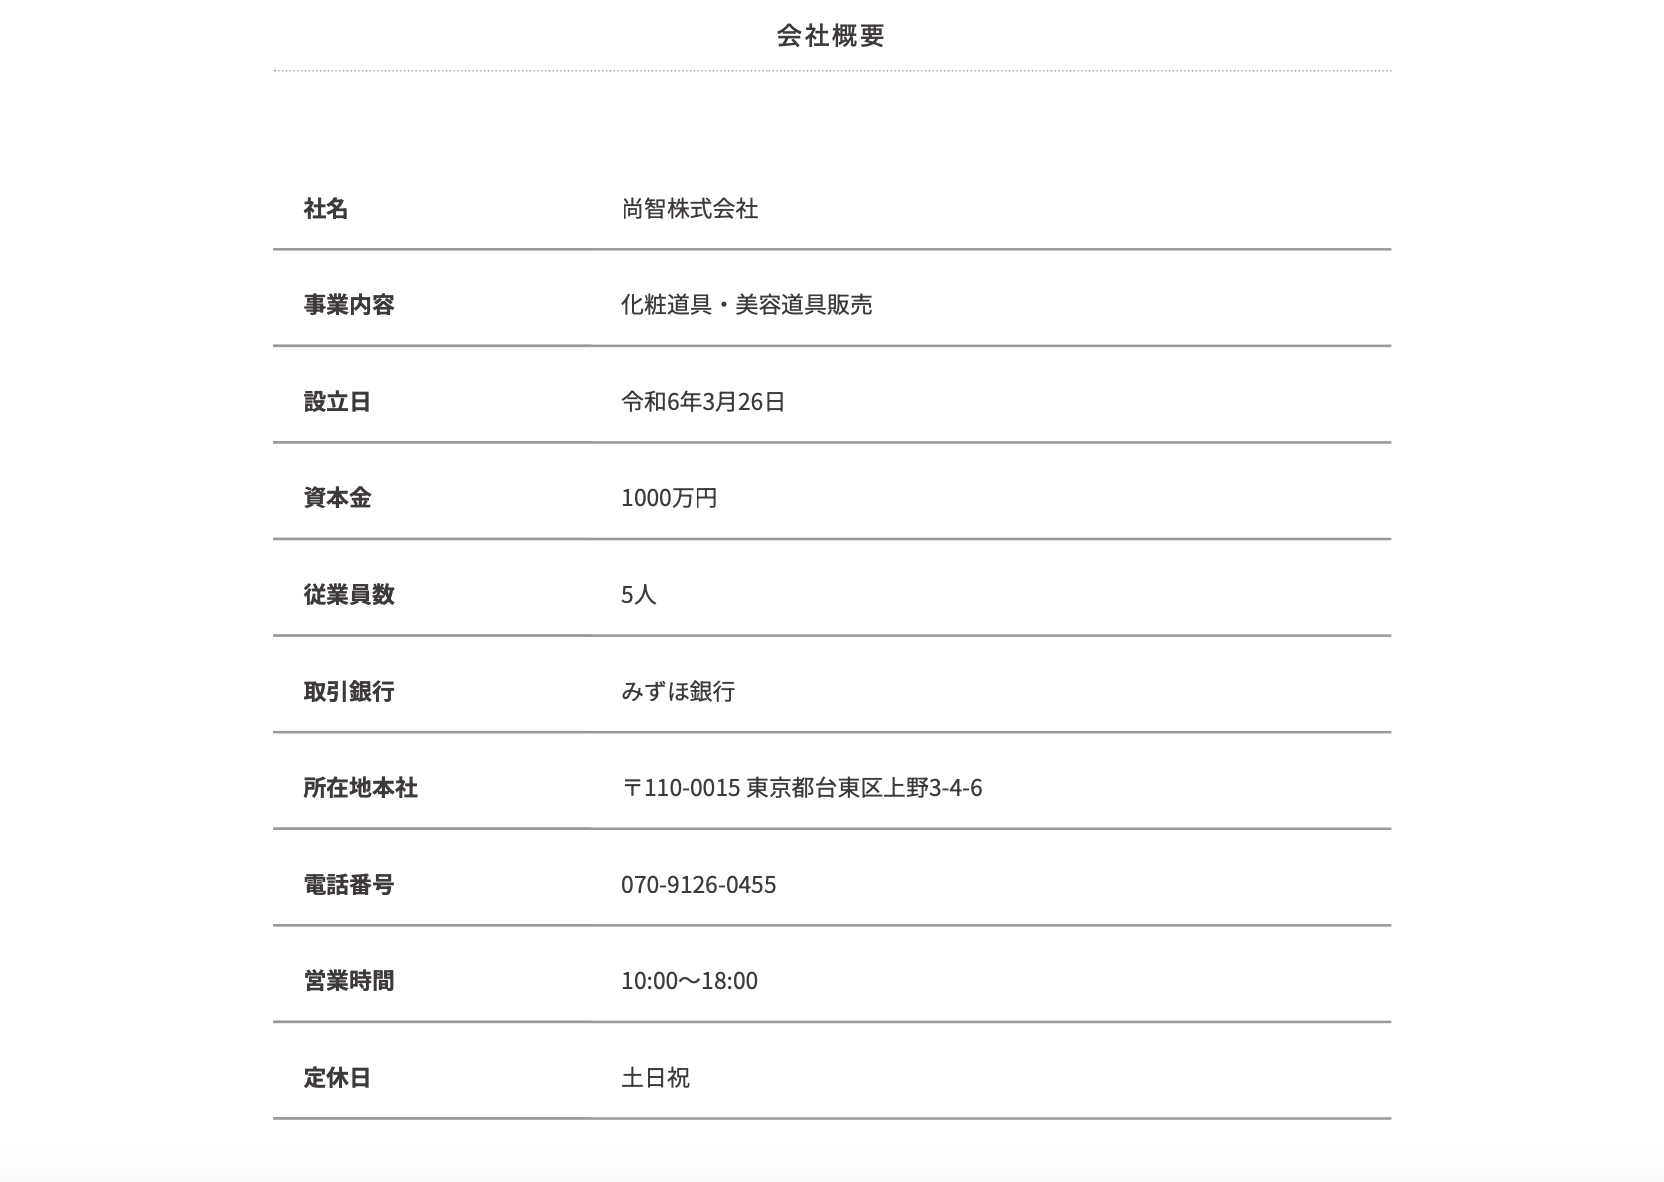 会社概要
社名 尚智株式会社
事業内容 化粧道具・美容道具販売
設立日 令和6年3月26日
資本金 1000万円
従業員数 5人
取引銀行 みずほ銀行
所在地本社 〒110-0015 東京都台東区上野3-4-6
電話番号 070-9126-0455
営業時間 10:00〜18:00
定休日 土日祝